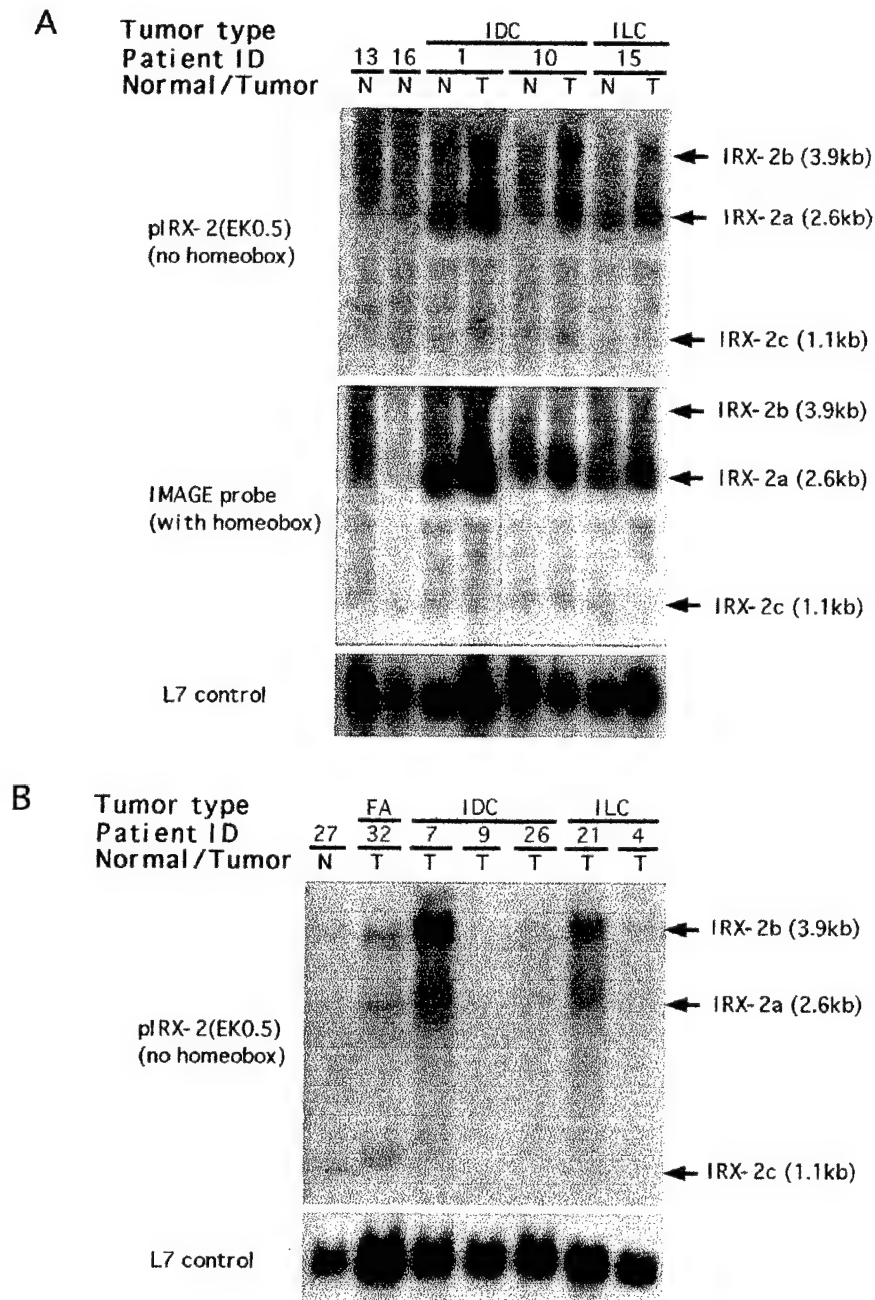 A
Tumor type IDC ILC
Patient ID 13 16 1 10 15
Normal/Tumor N N N T N T N T
IRX-2b (3.9kb)
IRX-2a (2.6kb)
pIRX-2(EK0.5)
(no homeobox)
IRX-2c (1.1kb)
IRX-2b (3.9kb)
IRX-2a (2.6kb)
IMAGE probe
(with homeobox)
IRX-2c (1.1kb)
L7 control
B
Tumor type FA IDC ILC
Patient ID 27 32 7 9 26 21 4
Normal/Tumor N T T T T T T
IRX-2b (3.9kb)
IRX-2a (2.6kb)
pIRX-2(EK0.5)
(no homeobox)
IRX-2c (1.1kb)
L7 control